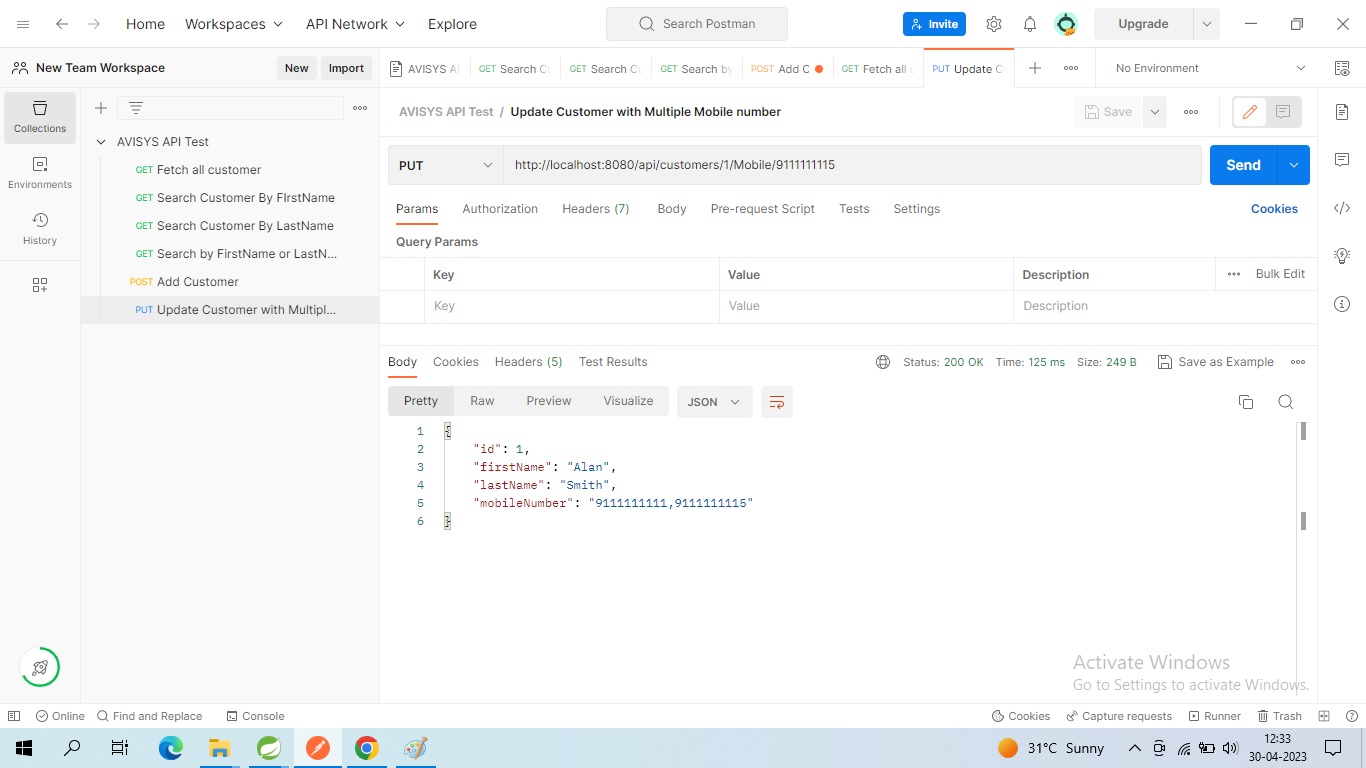 Home Workspaces API Network Explore Search Postman Invite Upgrade
New Team Workspace New Import
AVISYS AF GET Search Cu GET Search Cu GET Search by POST Add C GET Fetch all c PUT Update C No Environment
Collections
Environments
History
AVISYS API Test
GET Fetch all customer
GET Search Customer By FIrstName
GET Search Customer By LastName
GET Search by FirstName or LastN...
POST Add Customer
PUT Update Customer with Multipl...
AVISYS API Test / Update Customer with Multiple Mobile number Save
PUT http://localhost:8080/api/customers/1/Mobile/9111111115 Send
Params Authorization Headers (7) Body Pre-request Script Tests Settings Cookies
Query Params
Key Value Description Bulk Edit
Key Value Description
Body Cookies Headers (5) Test Results Status: 200 OK Time: 125 ms Size: 249 B Save as Example
Pretty Raw Preview Visualize JSON
1 {
2 "id": 1,
3 "firstName": "Alan",
4 "lastName": "Smith",
5 "mobileNumber": "9111111111,9111111115"
6 }
Activate Windows
Go to Settings to activate Windows.
Online Find and Replace Console Cookies Capture requests Runner Trash
31°C Sunny 12:33
30-04-2023